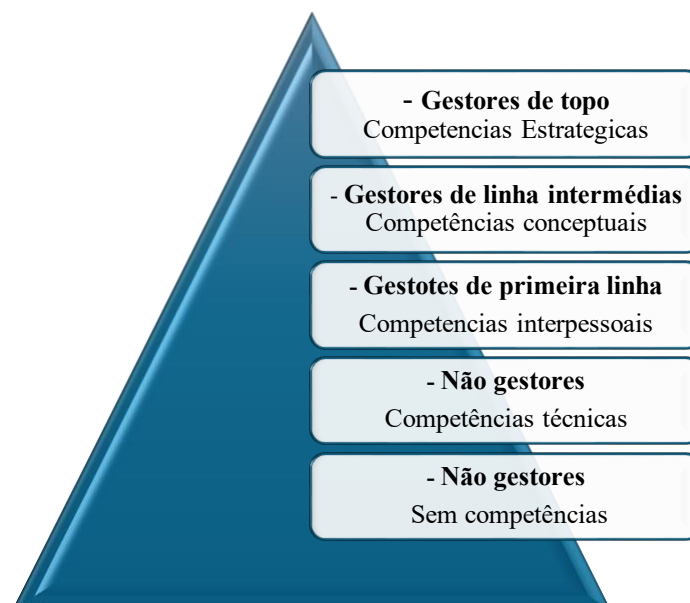 - Gestores de topo
Competencias Estrategicas
- Gestores de linha intermédias
Competências conceptuais
- Gestotes de primeira linha
Competencias interpessoais
- Não gestores
Competências técnicas
- Não gestores
Sem competências